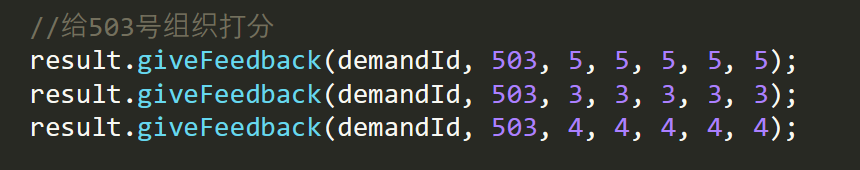 //给503号组织打分
result.giveFeedback(demandId, 503, 5, 5, 5, 5, 5);
result.giveFeedback(demandId, 503, 3, 3, 3, 3, 3);
result.giveFeedback(demandId, 503, 4, 4, 4, 4, 4);